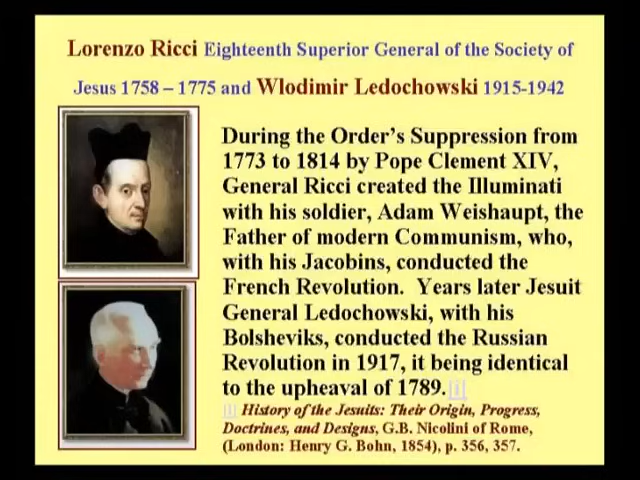 Lorenzo Ricci Eighteenth Superior General of the Society of
Jesus 1758 – 1775 and Wlodimir Ledochowski 1915-1942
During the Order's Suppression from
1773 to 1814 by Pope Clement XIV,
General Ricci created the Illuminati
with his soldier, Adam Weishaupt, the
Father of modern Communism, who,
with his Jacobins, conducted the
French Revolution. Years later Jesuit
General Ledochowski, with his
Bolsheviks, conducted the Russian
Revolution in 1917, it being identical
to the upheaval of 1789.[i]
[i] History of the Jesuits: Their Origin, Progress,
Doctrines, and Designs, G.B. Nicolini of Rome,
(London: Henry G. Bohn, 1854), p. 356, 357.